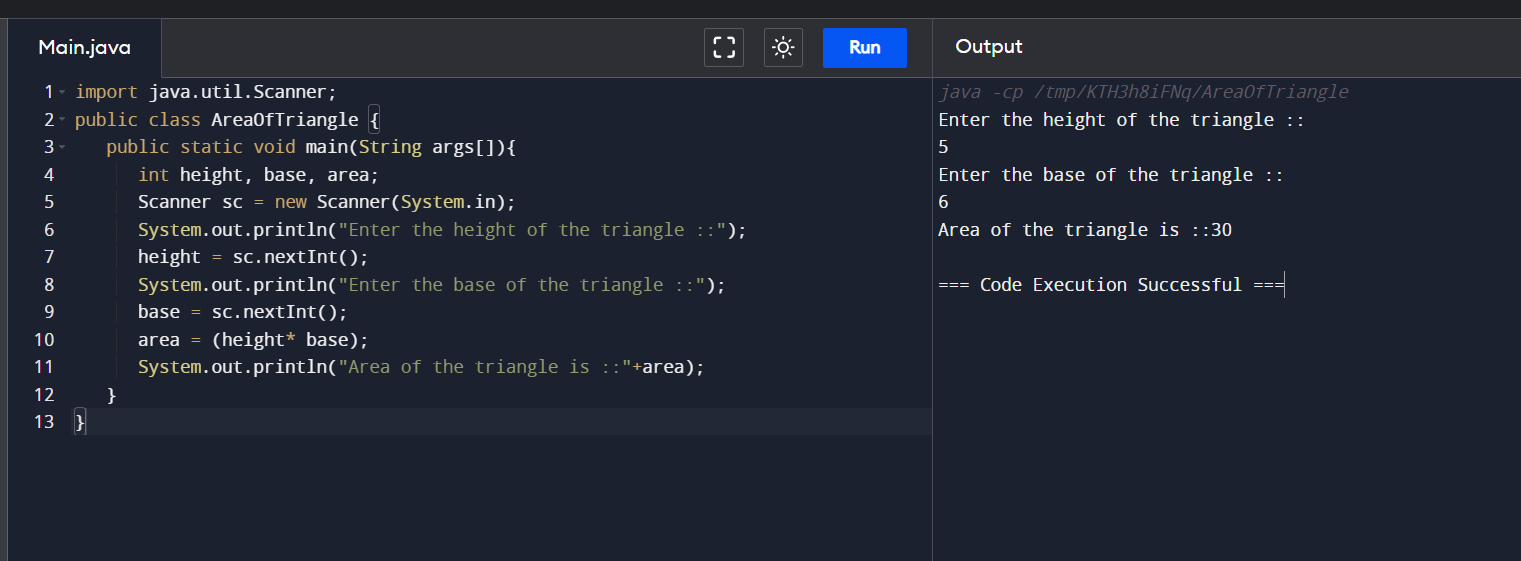 Main.java
Run
Output
1 import java.util.Scanner;
2 public class AreaOfTriangle {
3    public static void main(String args[]){
4       int height, base, area;
5       Scanner sc = new Scanner(System.in);
6       System.out.println("Enter the height of the triangle ::");
7       height = sc.nextInt();
8       System.out.println("Enter the base of the triangle ::");
9       base = sc.nextInt();
10       area = (height* base);
11       System.out.println("Area of the triangle is ::"+area);
12    }
13 }
java -cp /tmp/KTH3h8iFNq/AreaOfTriangle
Enter the height of the triangle ::
5
Enter the base of the triangle ::
6
Area of the triangle is ::30
=== Code Execution Successful ===